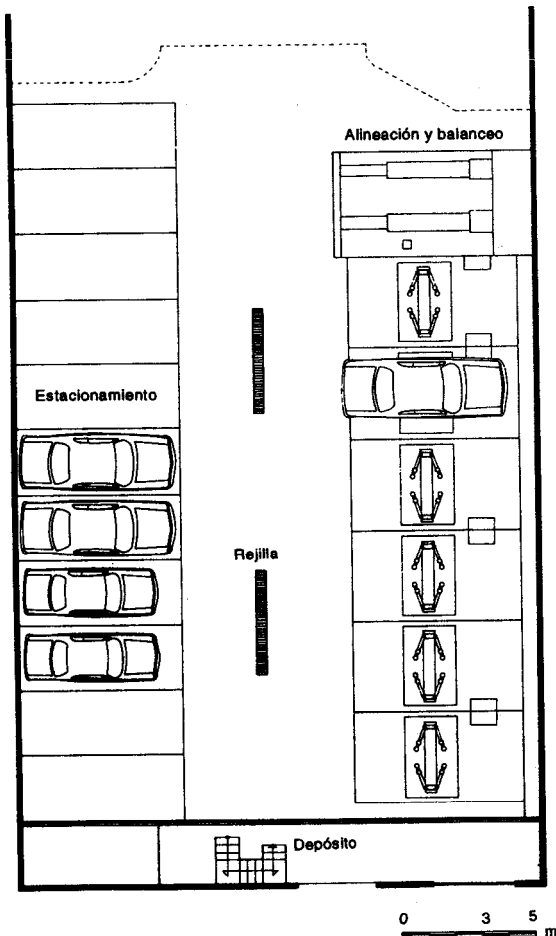 Alineación y balanceo
Estacionamiento
Rejilla
Depósito
0 3 5
m